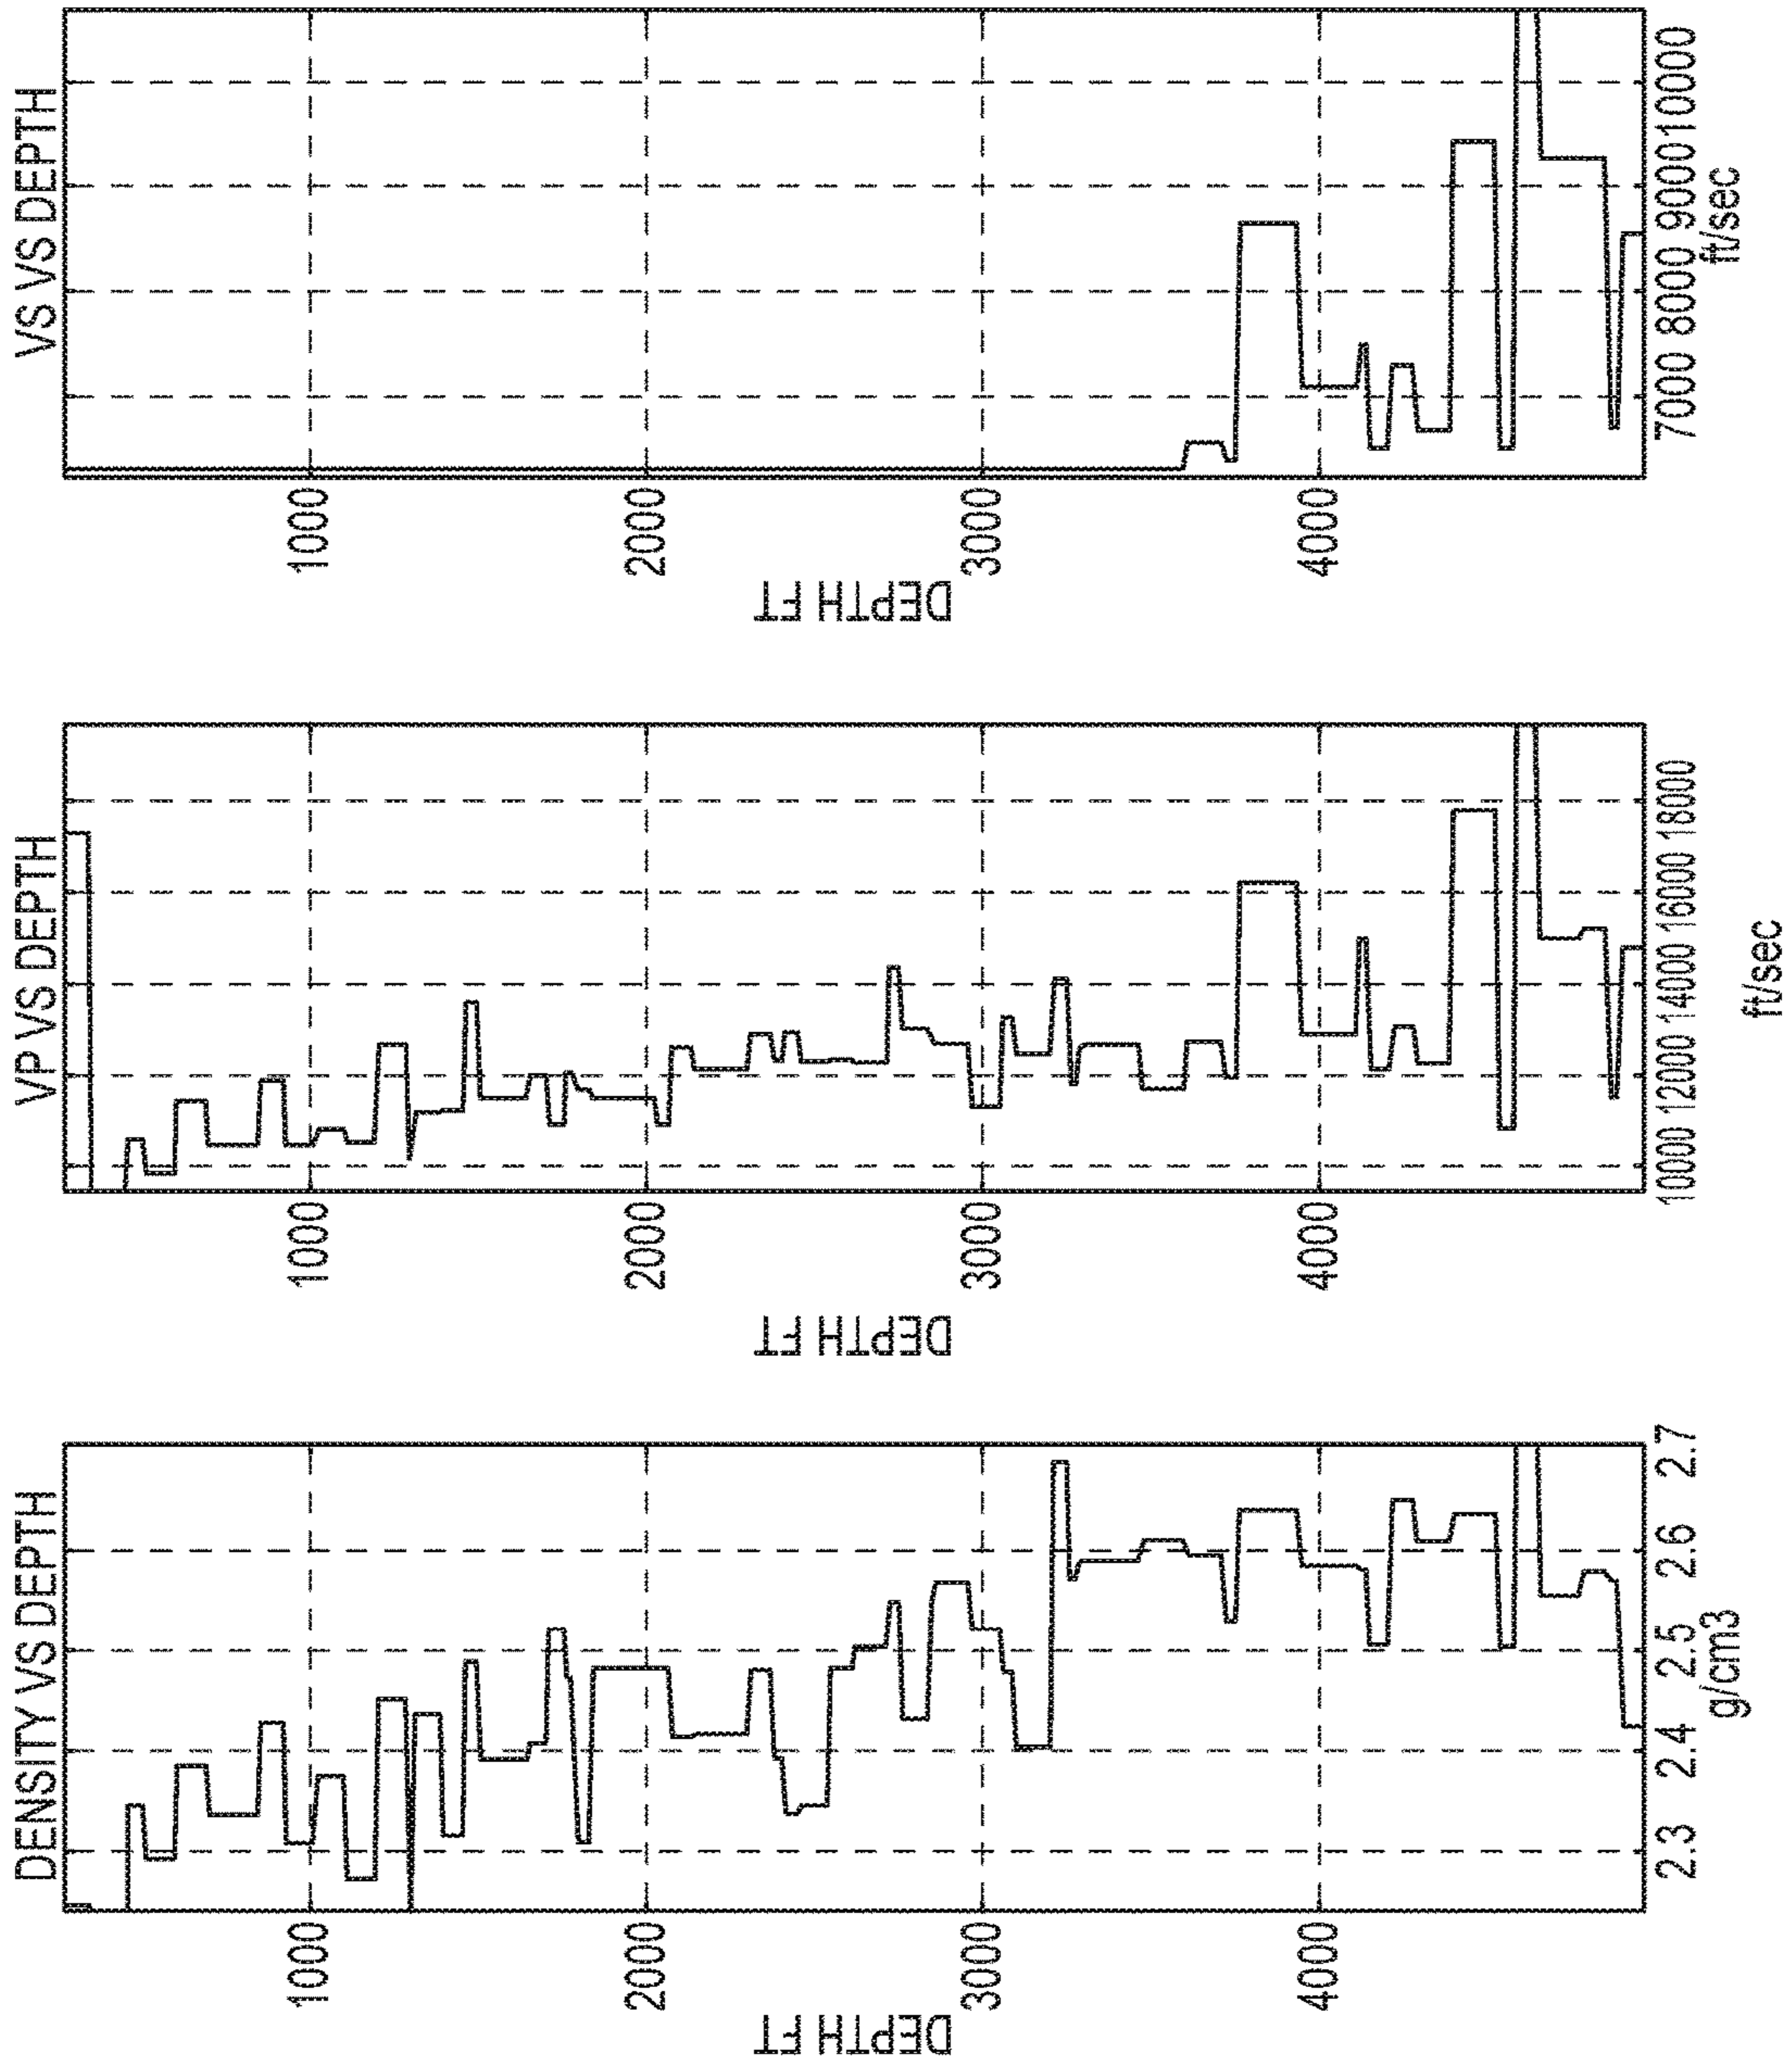 DENSITY VS DEPTH
DEPTH FT
1000
2000
3000
4000
2.3 2.4 2.5 2.6 2.7
g/cm3
VP VS DEPTH
DEPTH FT
1000
2000
3000
4000
10000 12000 14000 16000 18000
ft/sec
VS VS DEPTH
DEPTH FT
1000
2000
3000
4000
7000 8000 9000 10000
ft/sec